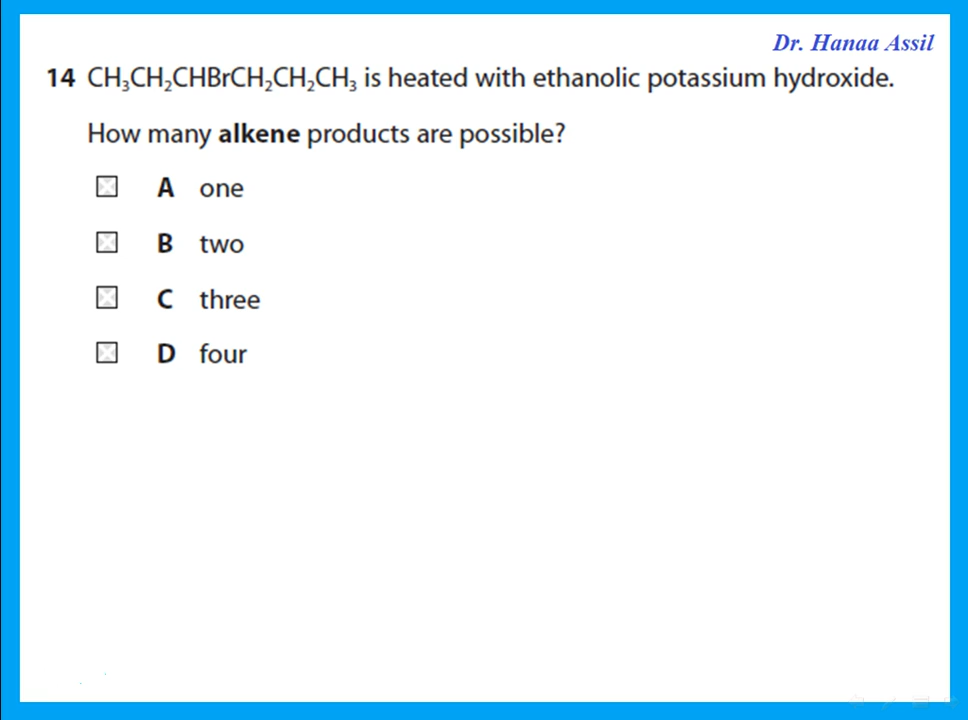 Dr. Hanaa Assil
14 CH₃CH₂CHBrCH₂CH₂CH₃ is heated with ethanolic potassium hydroxide.
How many alkene products are possible?
A one
B two
C three
D four